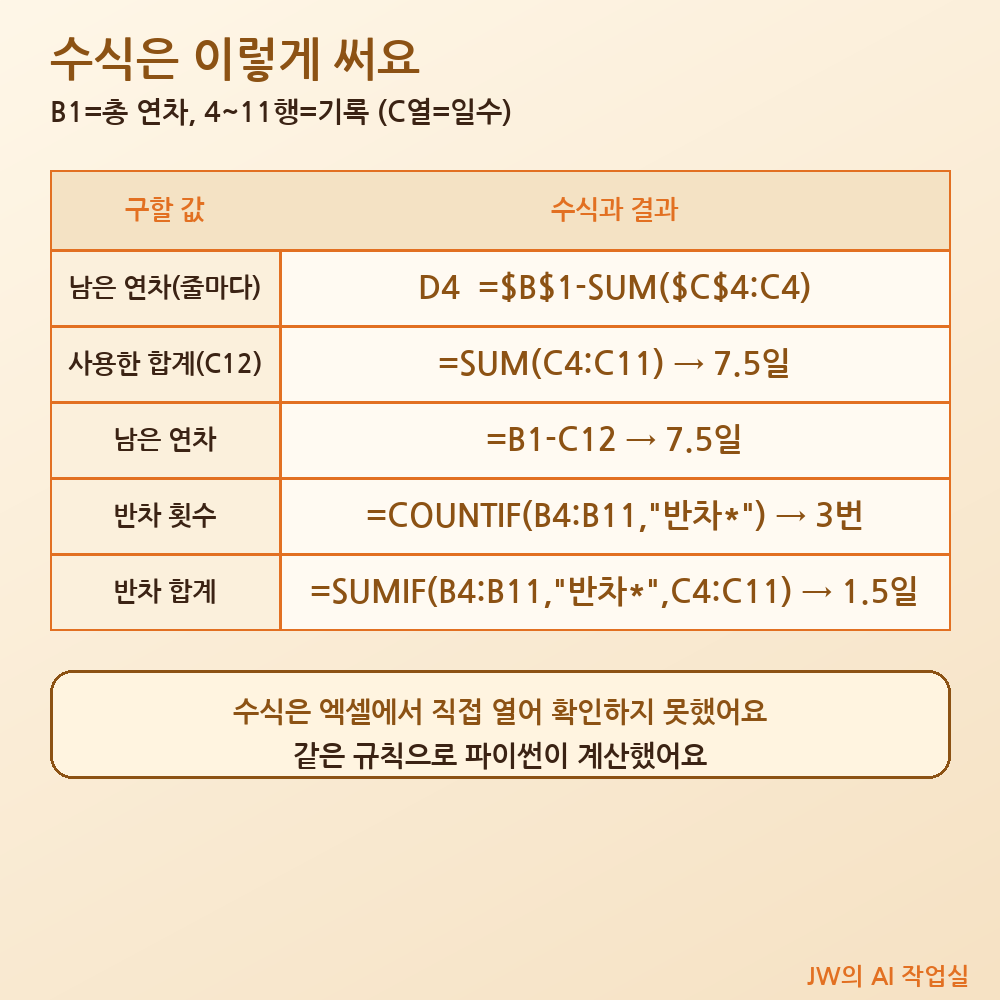 수식은 이렇게 써요
B1=총 연차, 4~11행=기록 (C열=일수)
구할 값 수식과 결과
남은 연차(줄마다) D4 =$B$1-SUM($C$4:C4)
사용한 합계(C12) =SUM(C4:C11) → 7.5일
남은 연차 =B1-C12 → 7.5일
반차 횟수 =COUNTIF(B4:B11,"반차*") → 3번
반차 합계 =SUMIF(B4:B11,"반차*",C4:C11) → 1.5일
수식은 엑셀에서 직접 열어 확인하지 못했어요
같은 규칙으로 파이썬이 계산했어요
JW의 AI 작업실